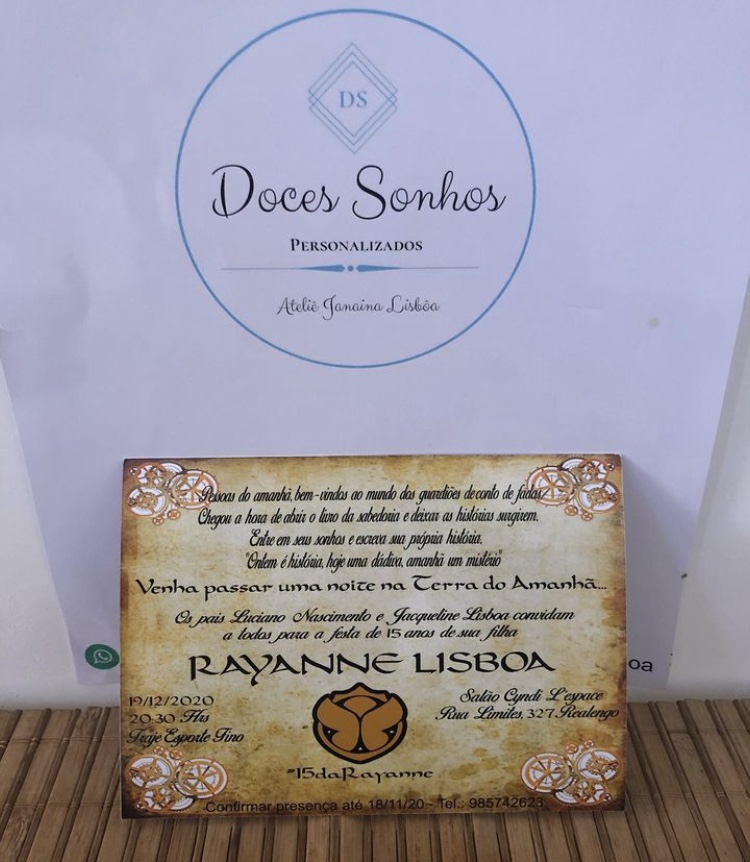 DS
Doces Sonhos
PERSONALIZADOS
Ateliê Janaina Lisbôa
Pessoas do amanhã, bem-vindos ao mundo dos guardiões de conto de fadas.
Chegou a hora de abrir o livro da sabedoria e deixar as histórias surgirem.
Entre em seus sonhos e escreva sua própria história.
"Ontem é história, hoje uma dádiva, amanhã um mistério"
Venha passar uma noite na Terra do Amanhã...
Os pais Luciano Nascimento e Jacqueline Lisboa convidam
a todos para a festa de 15 anos de sua filha
RAYANNE LISBOA
19/12/2020
20:30 Hrs
Traje Esporte Fino
Salão Cyndi L'espace
Rua Limites, 327 Realengo
#15daRayanne
Confirmar presença até 18/11/20 - Tel.: 985742623
oa